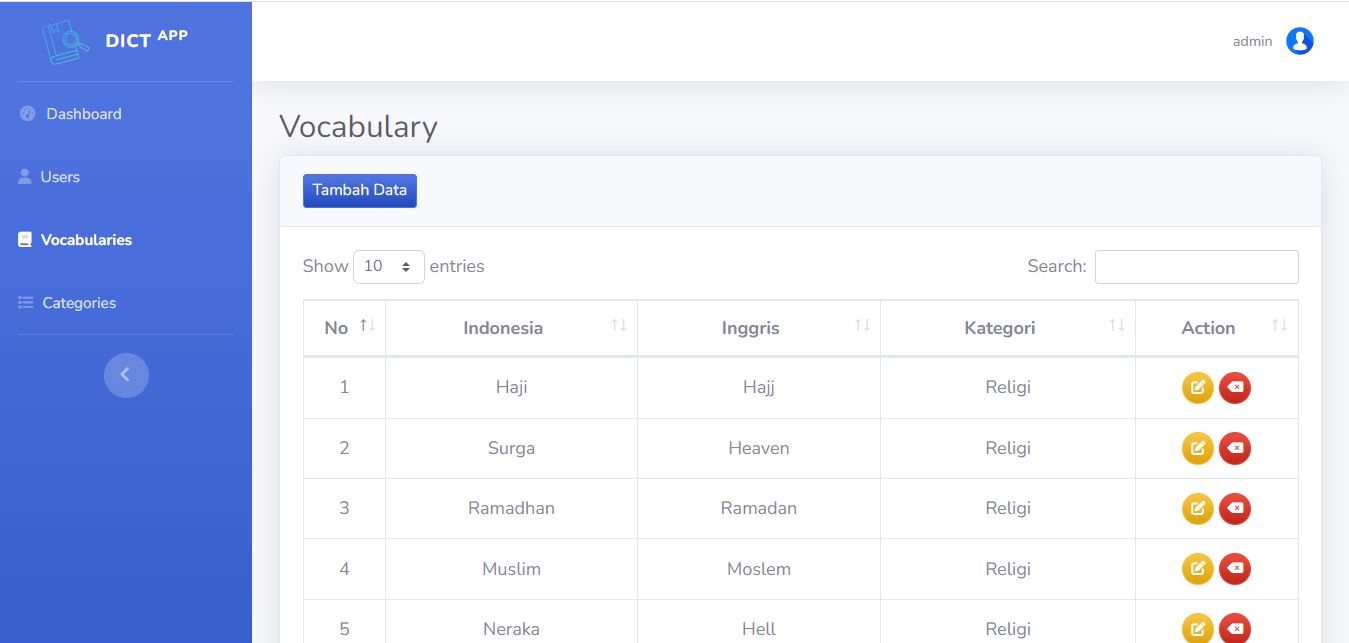 DICT APP
admin
Dashboard
Users
Vocabularies
Categories
Vocabulary
Tambah Data
Show 10 entries Search:
No Indonesia Inggris Kategori Action
1 Haji Hajj Religi
2 Surga Heaven Religi
3 Ramadhan Ramadan Religi
4 Muslim Moslem Religi
5 Neraka Hell Religi